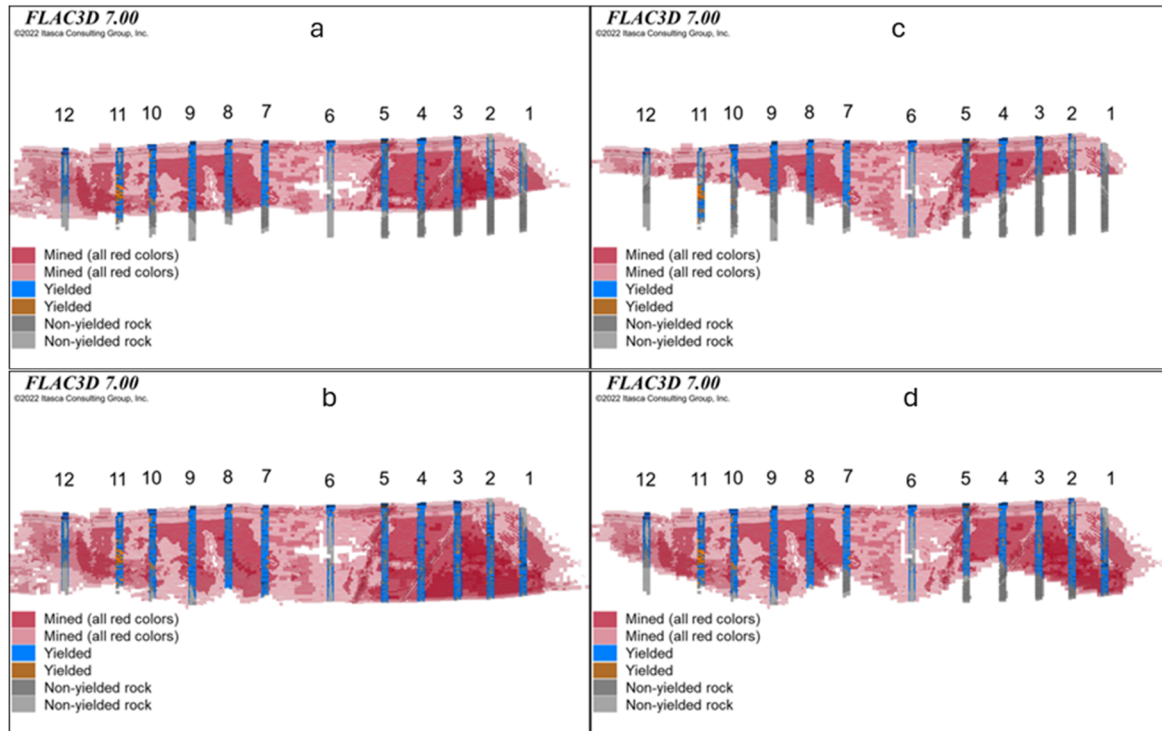 FLAC3D 7.00
©2022 Itasca Consulting Group, Inc.
a
12 11 10 9 8 7 6 5 4 3 2 1
Mined (all red colors)
Mined (all red colors)
Yielded
Yielded
Non-yielded rock
Non-yielded rock
FLAC3D 7.00
©2022 Itasca Consulting Group, Inc.
c
12 11 10 9 8 7 6 5 4 3 2 1
Mined (all red colors)
Mined (all red colors)
Yielded
Yielded
Non-yielded rock
Non-yielded rock
FLAC3D 7.00
©2022 Itasca Consulting Group, Inc.
b
12 11 10 9 8 7 6 5 4 3 2 1
Mined (all red colors)
Mined (all red colors)
Yielded
Yielded
Non-yielded rock
Non-yielded rock
FLAC3D 7.00
©2022 Itasca Consulting Group, Inc.
d
12 11 10 9 8 7 6 5 4 3 2 1
Mined (all red colors)
Mined (all red colors)
Yielded
Yielded
Non-yielded rock
Non-yielded rock